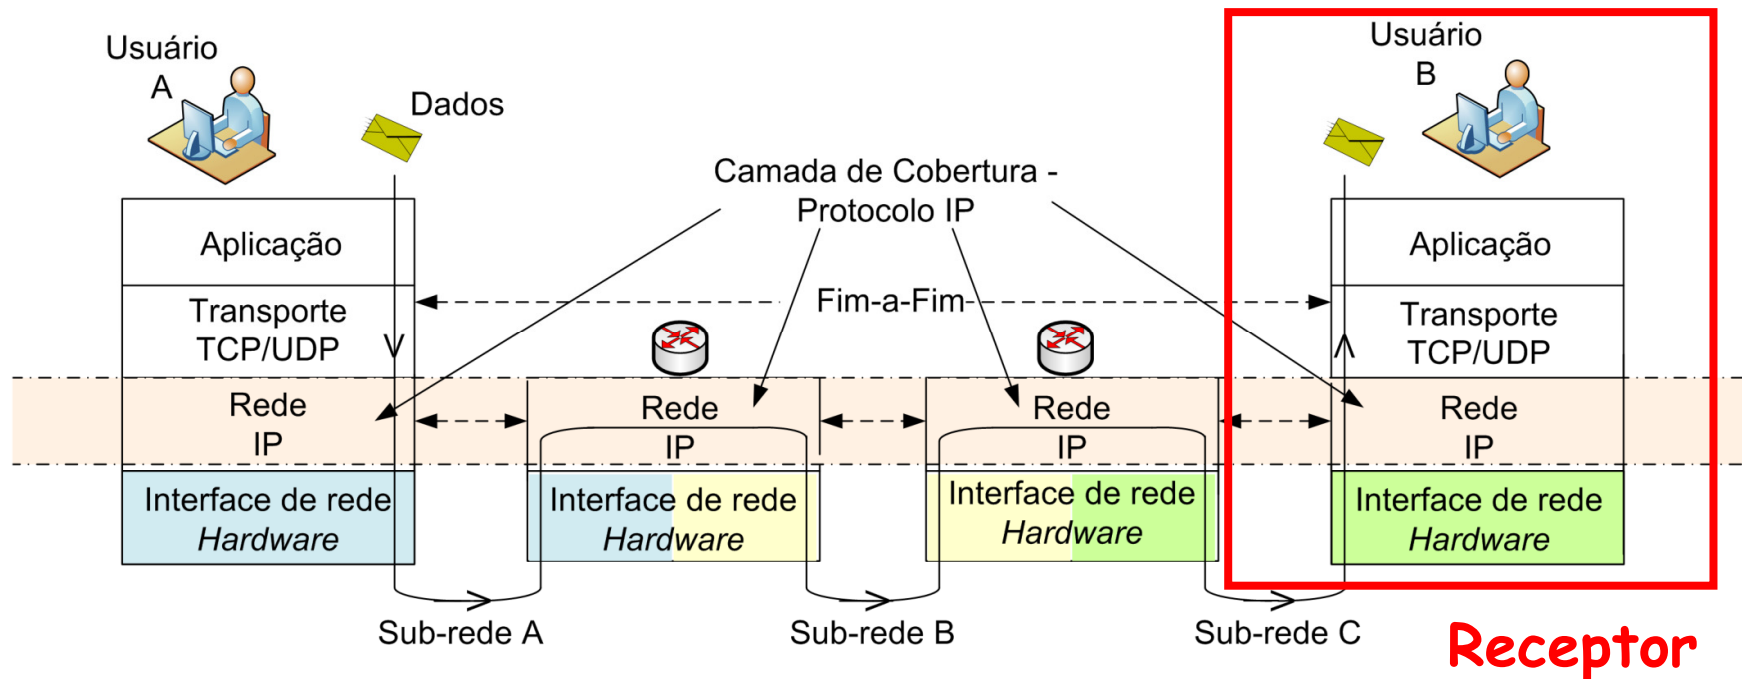 Usuário
A
Dados
Usuário
B
Camada de Cobertura -
Protocolo IP
Aplicação
Aplicação
Fim-a-Fim
Transporte
TCP/UDP
Transporte
TCP/UDP
Rede
IP
Rede
IP
Rede
IP
Rede
IP
Interface de rede
Hardware
Interface de rede
Hardware
Interface de rede
Hardware
Interface de rede
Hardware
Sub-rede A
Sub-rede B
Sub-rede C
Receptor